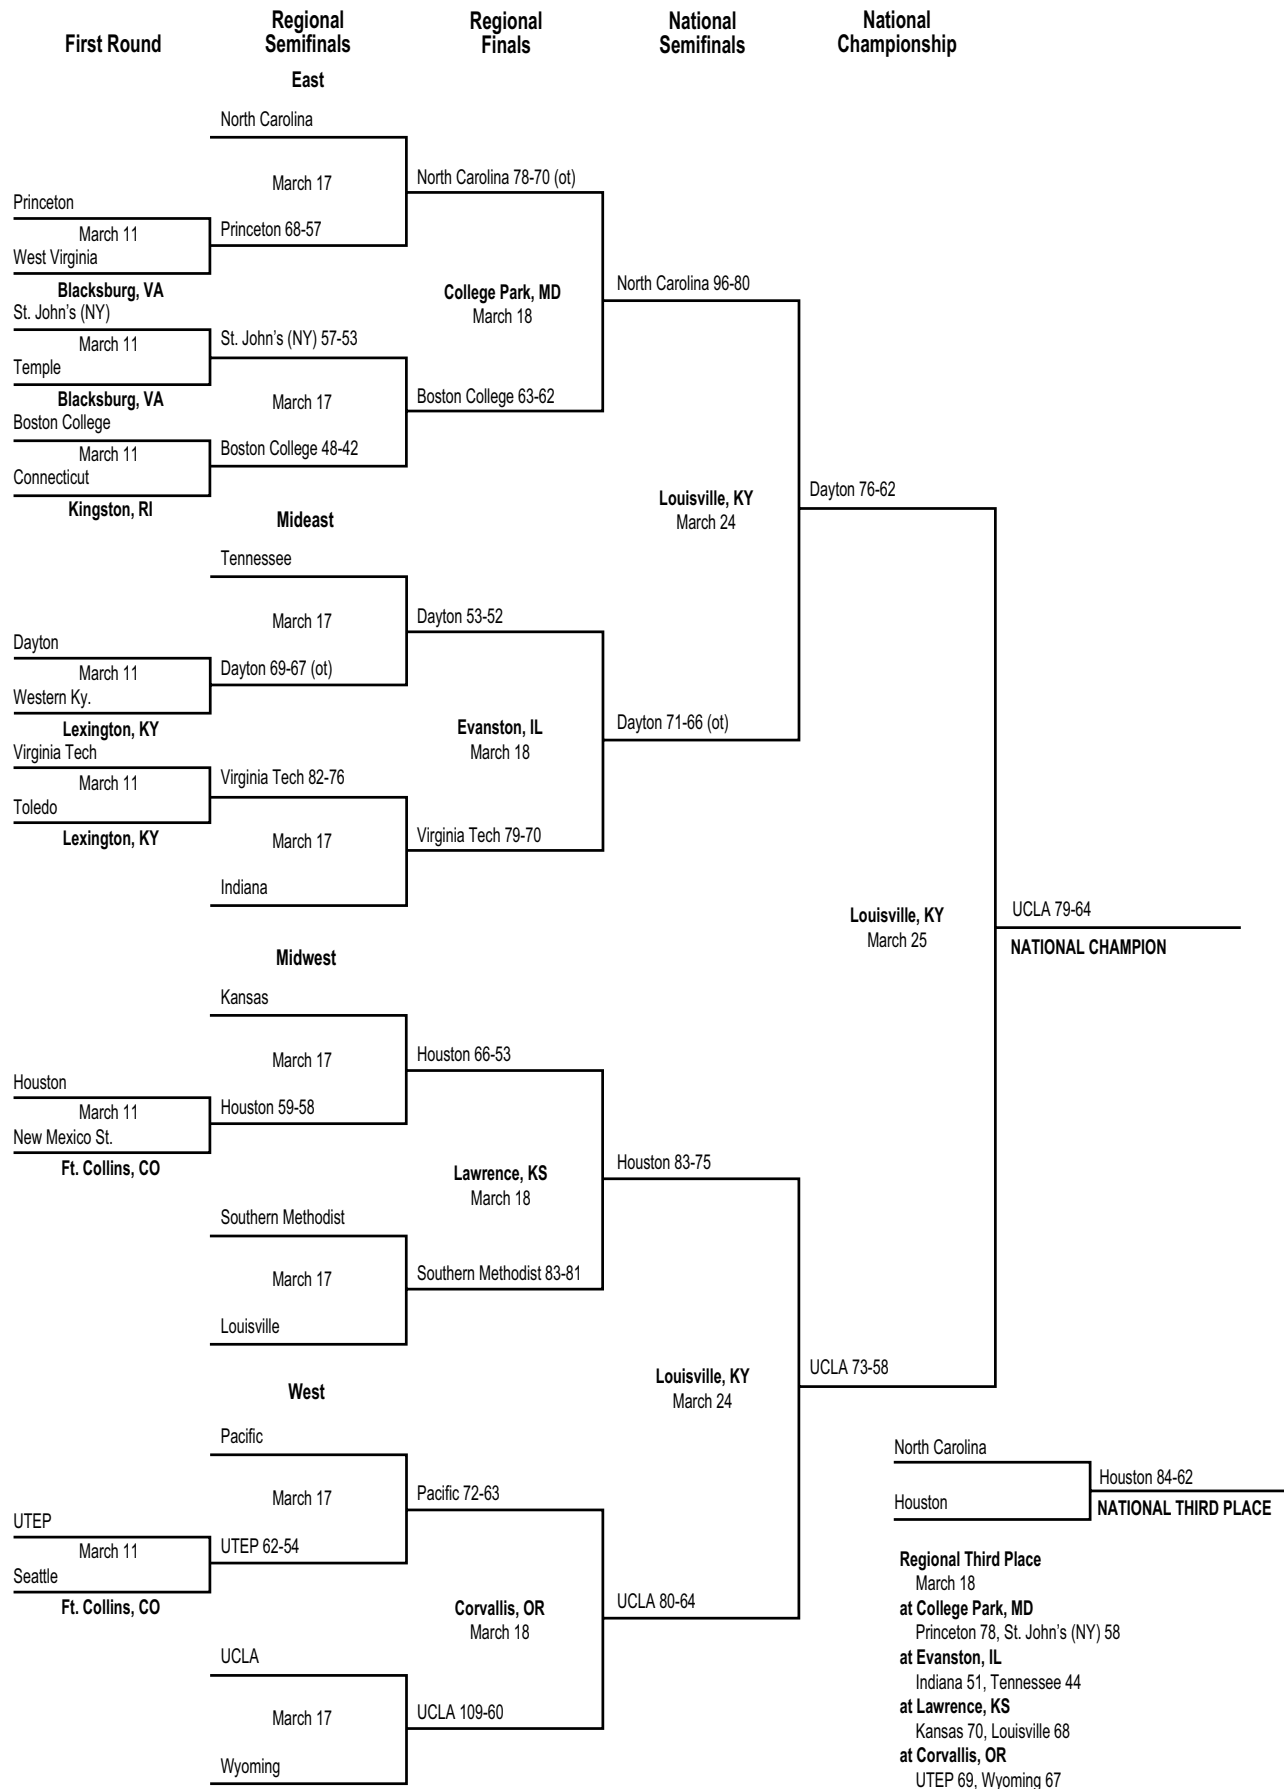 First Round
Regional
Semifinals
Regional
Finals
National
Semifinals
National
Championship
East
North Carolina
March 17
North Carolina 78-70 (ot)
Princeton
March 11
Princeton 68-57
West Virginia
Blacksburg, VA
College Park, MD
March 18
North Carolina 96-80
St. John's (NY)
March 11
St. John's (NY) 57-53
Temple
Blacksburg, VA
March 17
Boston College 63-62
Boston College
March 11
Boston College 48-42
Connecticut
Kingston, RI
Louisville, KY
March 24
Dayton 76-62
Mideast
Tennessee
March 17
Dayton 53-52
Dayton
March 11
Dayton 69-67 (ot)
Western Ky.
Lexington, KY
Evanston, IL
March 18
Dayton 71-66 (ot)
Virginia Tech
March 11
Virginia Tech 82-76
Toledo
Lexington, KY
March 17
Virginia Tech 79-70
Indiana
Louisville, KY
March 25
UCLA 79-64
NATIONAL CHAMPION
Midwest
Kansas
March 17
Houston 66-53
Houston
March 11
Houston 59-58
New Mexico St.
Ft. Collins, CO
Lawrence, KS
March 18
Houston 83-75
Southern Methodist
March 17
Southern Methodist 83-81
Louisville
Louisville, KY
March 24
UCLA 73-58
West
Pacific
March 17
Pacific 72-63
UTEP
March 11
UTEP 62-54
Seattle
Ft. Collins, CO
Corvallis, OR
March 18
UCLA 80-64
UCLA
March 17
UCLA 109-60
Wyoming
North Carolina
Houston 84-62
Houston
NATIONAL THIRD PLACE
Regional Third Place
March 18
at College Park, MD
Princeton 78, St. John's (NY) 58
at Evanston, IL
Indiana 51, Tennessee 44
at Lawrence, KS
Kansas 70, Louisville 68
at Corvallis, OR
UTEP 69, Wyoming 67